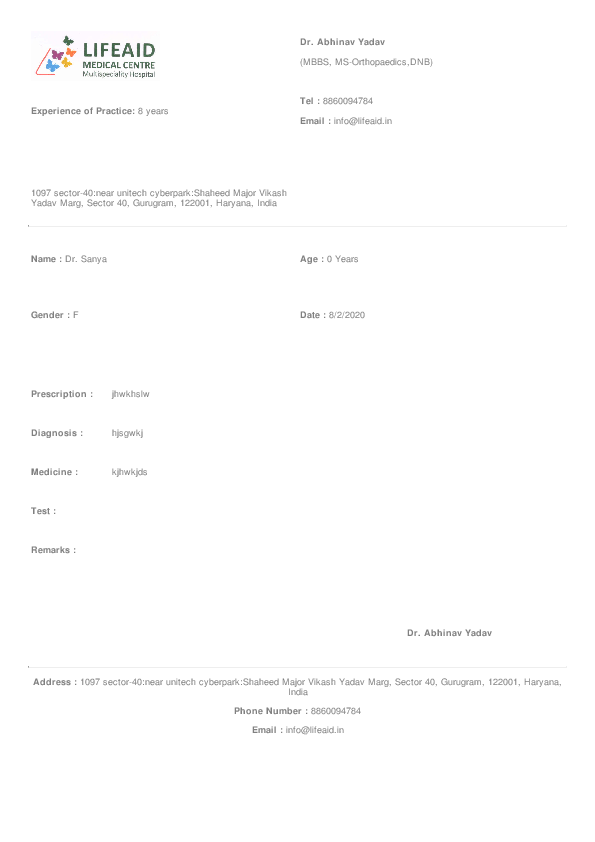 LIFEAID
MEDICAL CENTRE
Multispeciality Hospital
Dr. Abhinav Yadav
(MBBS, MS-Orthopaedics,DNB)
Tel : 8860094784
Experience of Practice: 8 years
Email : info@lifeaid.in
1097 sector-40:near unitech cyberpark:Shaheed Major Vikash
Yadav Marg, Sector 40, Gurugram, 122001, Haryana, India
Name : Dr. Sanya
Age : 0 Years
Gender : F
Date : 8/2/2020
Prescription : jhwkhslw
Diagnosis : hjsgwkj
Medicine : kjhwkjds
Test :
Remarks :
Dr. Abhinav Yadav
Address : 1097 sector-40:near unitech cyberpark:Shaheed Major Vikash Yadav Marg, Sector 40, Gurugram, 122001, Haryana,
India
Phone Number : 8860094784
Email : info@lifeaid.in